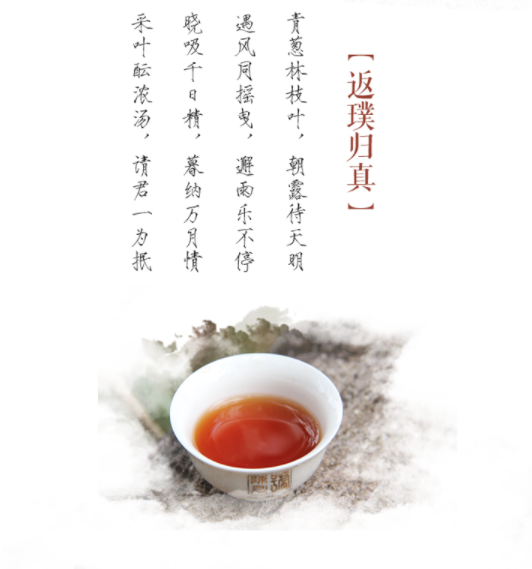 【返璞归真】
青葱林枝叶，朝露待天明
遇风同摇曳，邂雨乐不停
晓吸千日精，暮纳万月情
采叶酝浓汤，请君一为抿